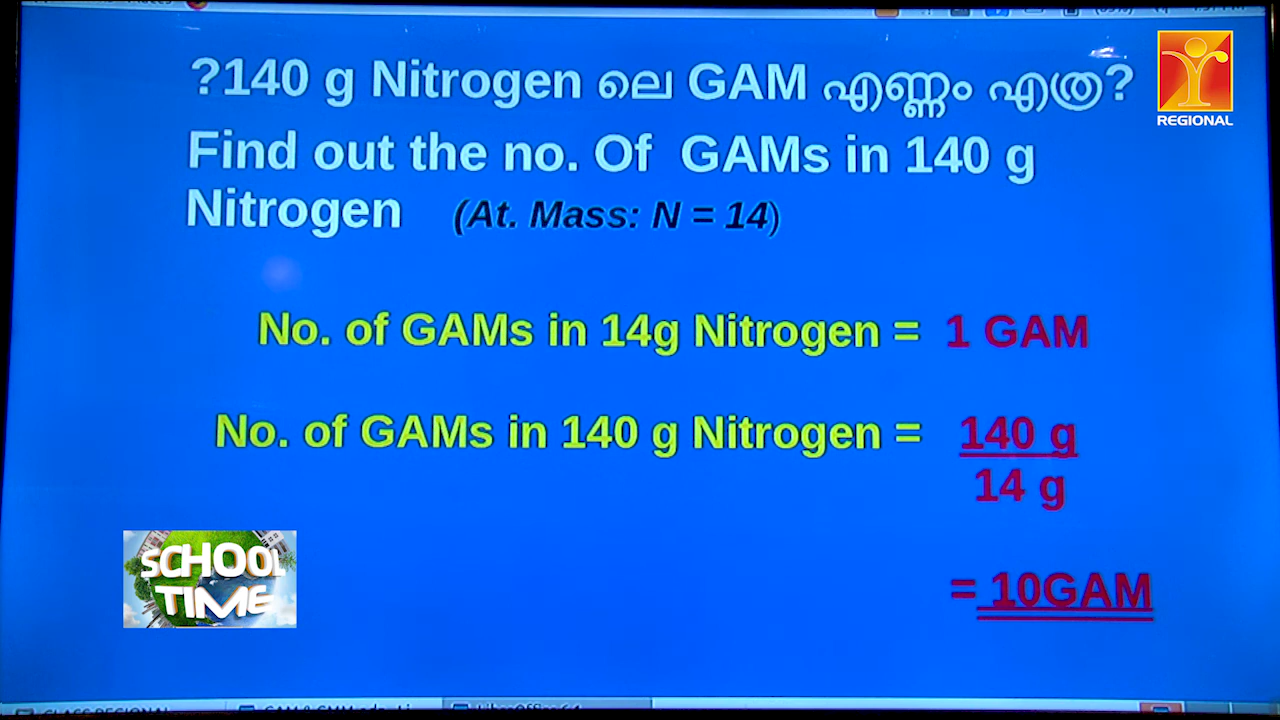 ?140 g Nitrogen ലെ GAM എണ്ണം എത്ര?
REGIONAL
Find out the no. Of GAMs in 140 g
Nitrogen (At. Mass: N = 14)
No. of GAMs in 14g Nitrogen = 1 GAM
No. of GAMs in 140 g Nitrogen = 140 g
14 g
= 10GAM
SCHOOL
TIME